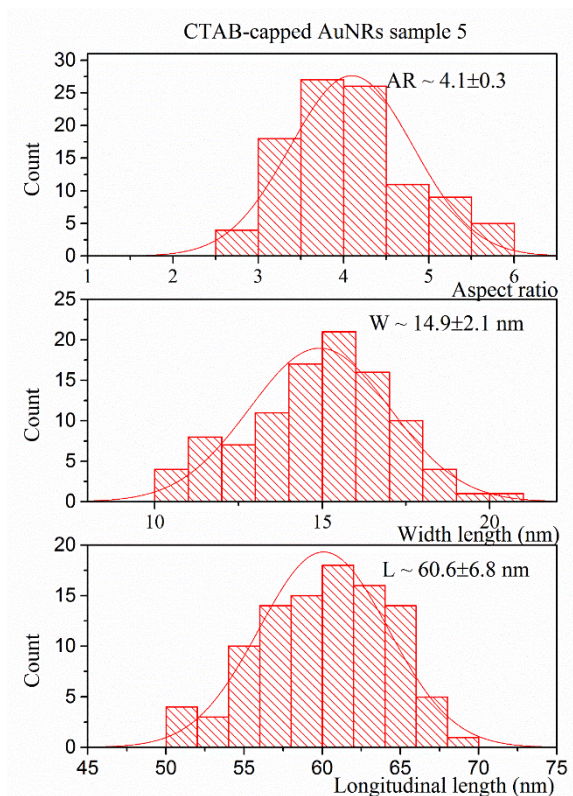 CTAB-capped AuNRs sample 5
30
25
20
15
10
5
0
Count
AR ~ 4.1±0.3
1 2 3 4 5 6
Aspect ratio
25
20
15
10
5
0
Count
W ~ 14.9±2.1 nm
10 15 20
Width length (nm)
20
15
10
5
0
Count
L ~ 60.6±6.8 nm
45 50 55 60 65 70 75
Longitudinal length (nm)